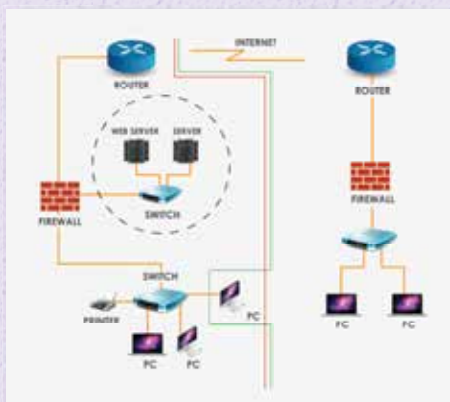 INTERNET
ROUTER
ROUTER
WEB SERVER
SERVER
SWITCH
FIREWALL
FIREWALL
SWITCH
PRINTER
PC
PC
PC
PC
PC